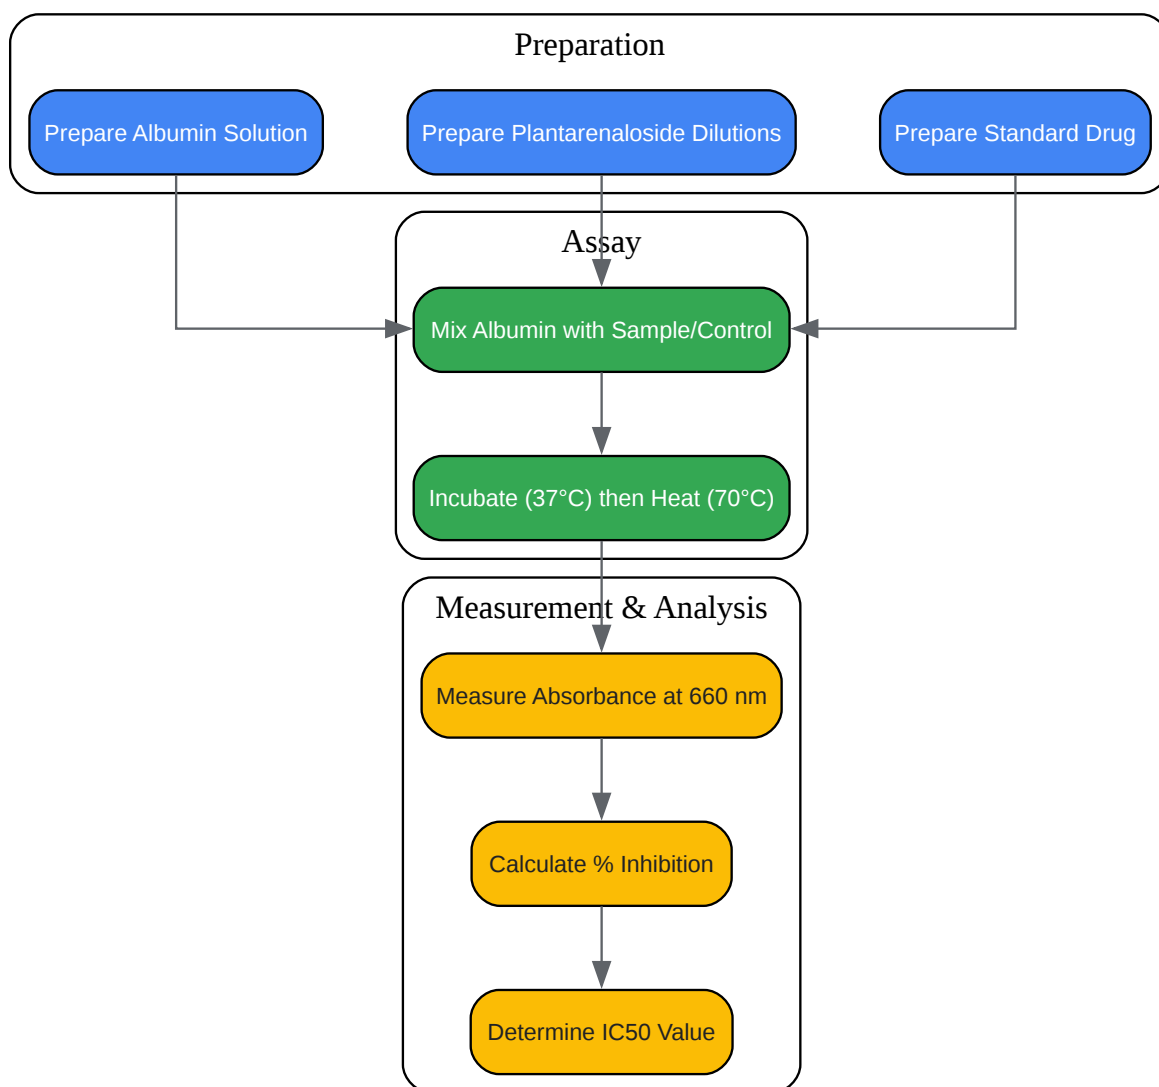 Preparation
Prepare Albumin Solution
Prepare Plantarenaloside Dilutions
Prepare Standard Drug
Assay
Mix Albumin with Sample/Control
Incubate (37°C) then Heat (70°C)
Measurement & Analysis
Measure Absorbance at 660 nm
Calculate % Inhibition
Determine IC50 Value